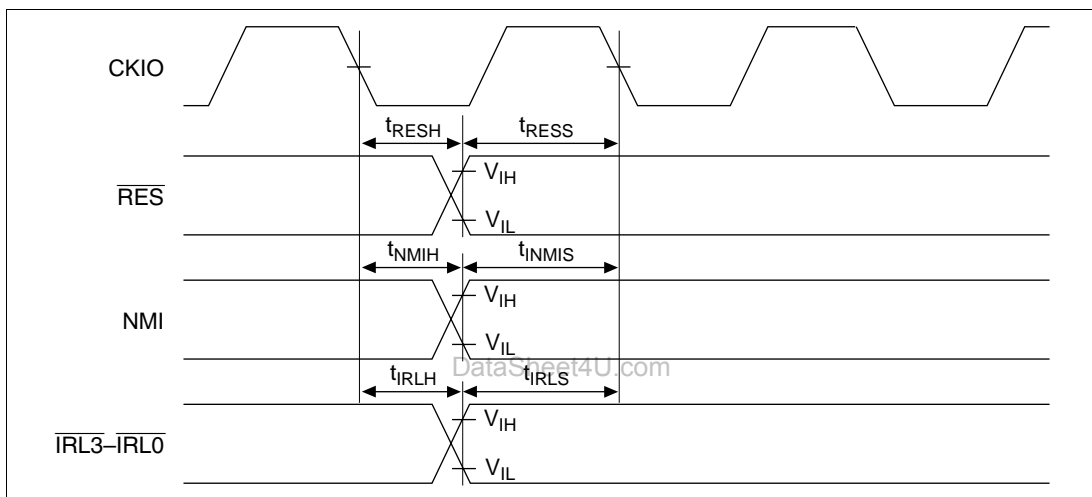 CKIO
tRESH tRESS
RES VIH
VIL
tNMIH tINMIS
NMI VIH
VIL
DataSheet4U.com
tIRLH tIRLS
IRL3–IRL0 VIH
VIL